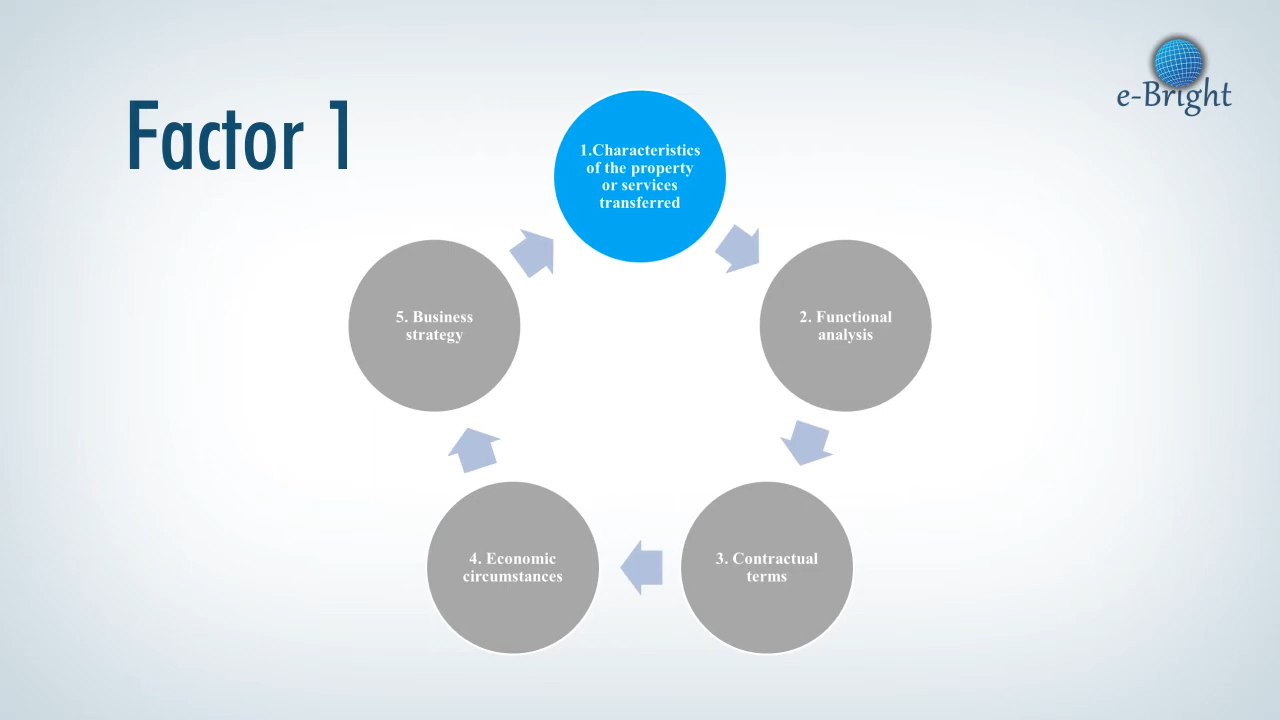 Factor 1
e-Bright
1.Characteristics
of the property
or services
transferred
2. Functional
analysis
3. Contractual
terms
4. Economic
circumstances
5. Business
strategy